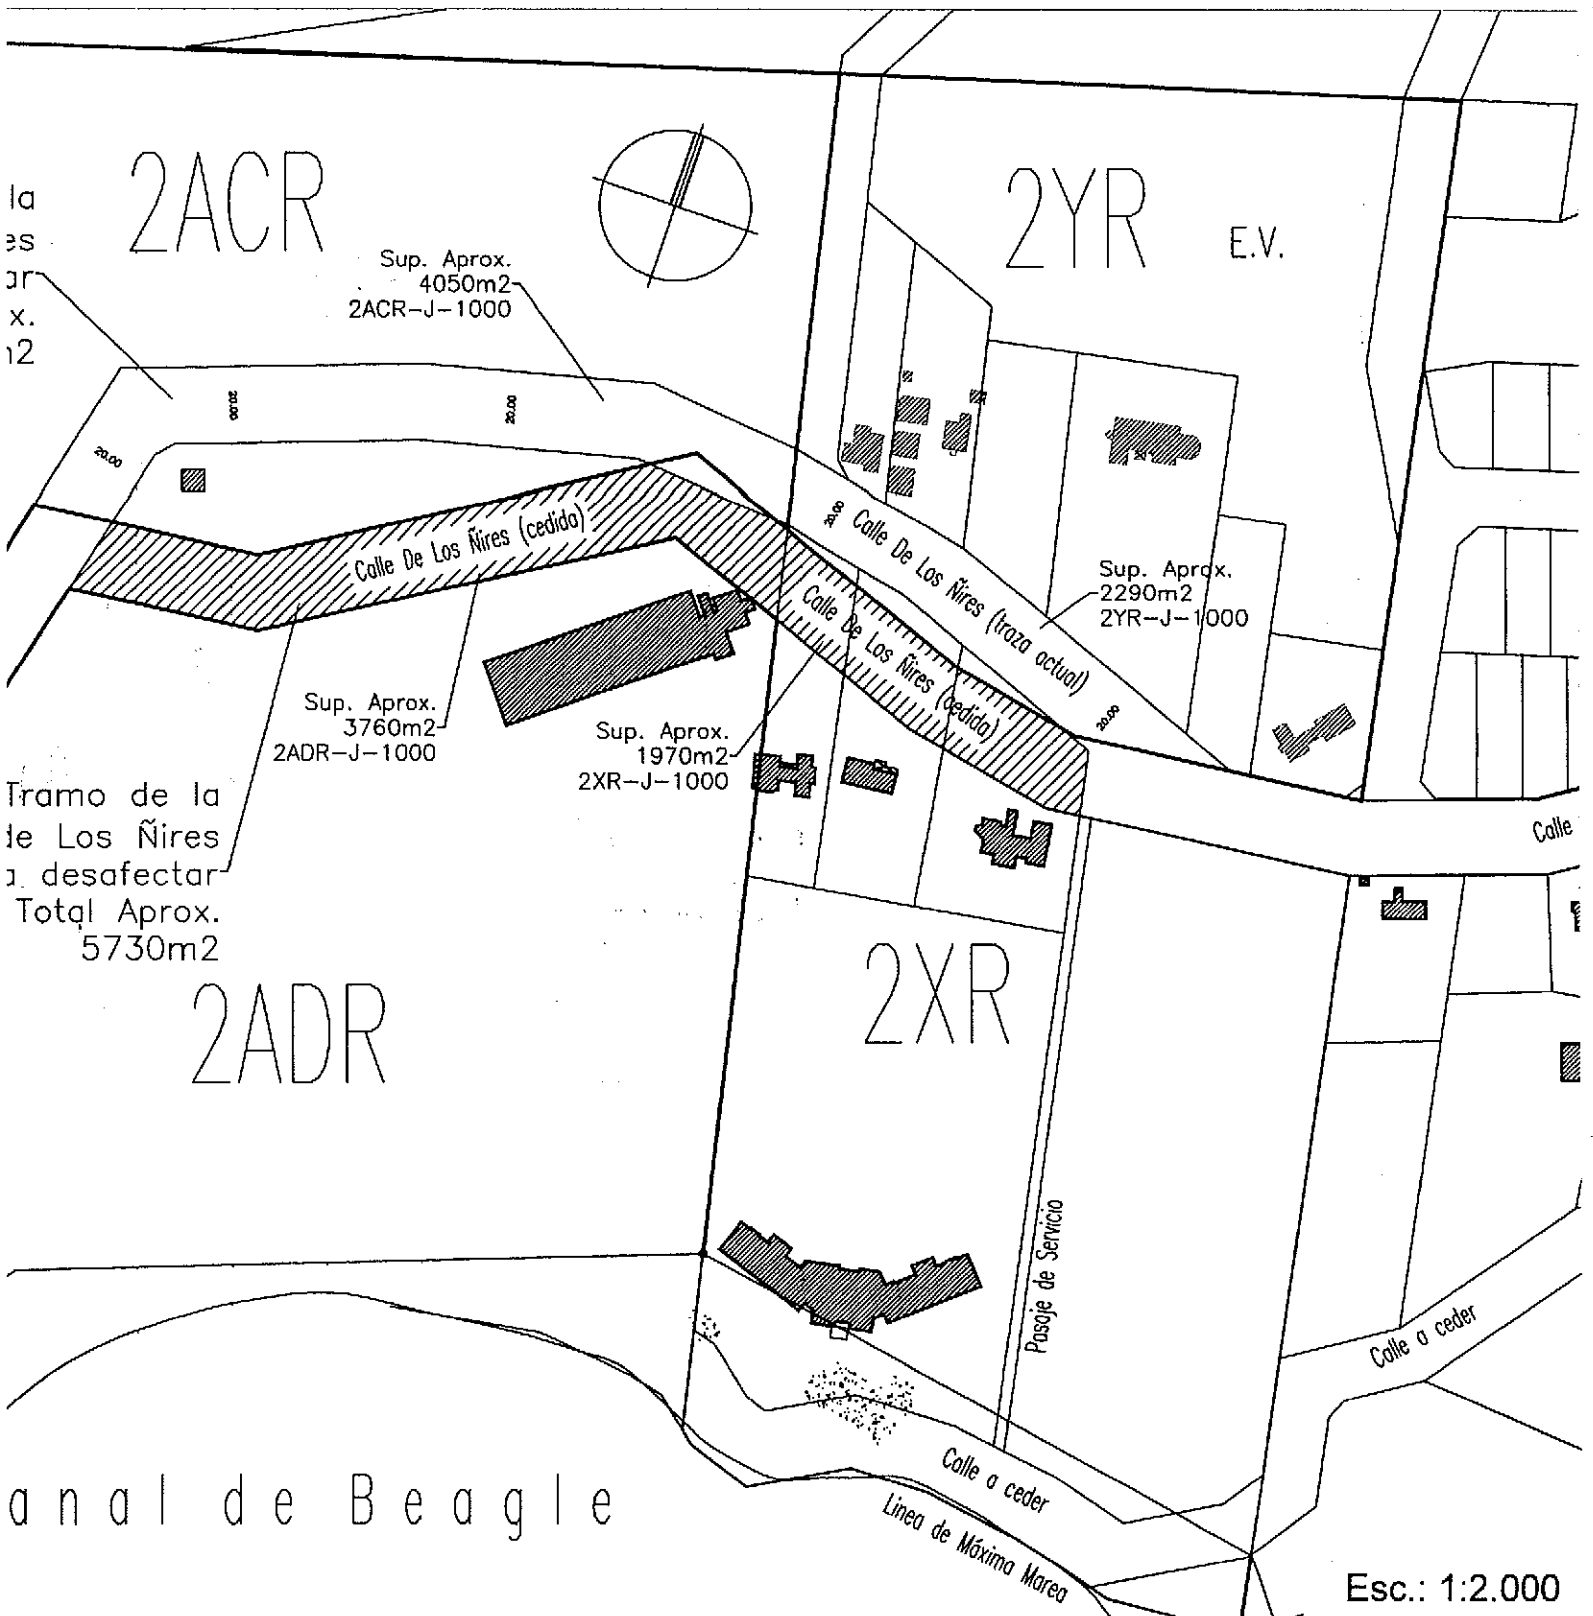 2ACR
la
es
ar
x.
Sup. Aprox.
4050m2
2ACR-J-1000
2YR
E.V.
20.00
20.00
20.00
20.00
Calle De Los Ñires (cedida)
Calle De Los Ñires (traza actual)
Sup. Aprox.
2290m2
2YR-J-1000
20.00
Calle De Los Ñires (cedida)
Sup. Aprox.
3760m2
2ADR-J-1000
Sup. Aprox.
1970m2
2XR-J-1000
Tramo de la
de Los Ñires
a desafectar
Total Aprox.
5730m2
Calle
2ADR
2XR
Pasaje de Servicio
Calle a ceder
Calle a ceder
Linea de Máxima Marea
anal de Beagle
Esc.: 1:2.000